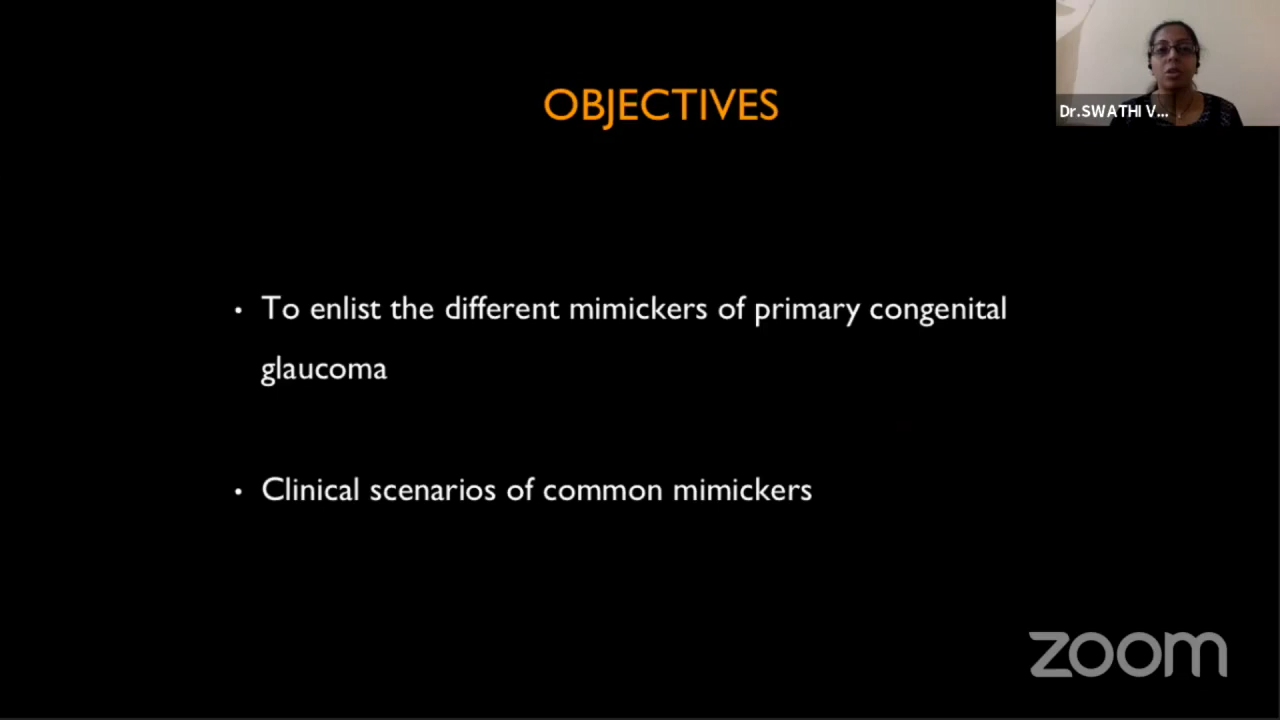 OBJECTIVES
Dr.SWATHI V...
• To enlist the different mimickers of primary congenital
glaucoma
• Clinical scenarios of common mimickers
zoom